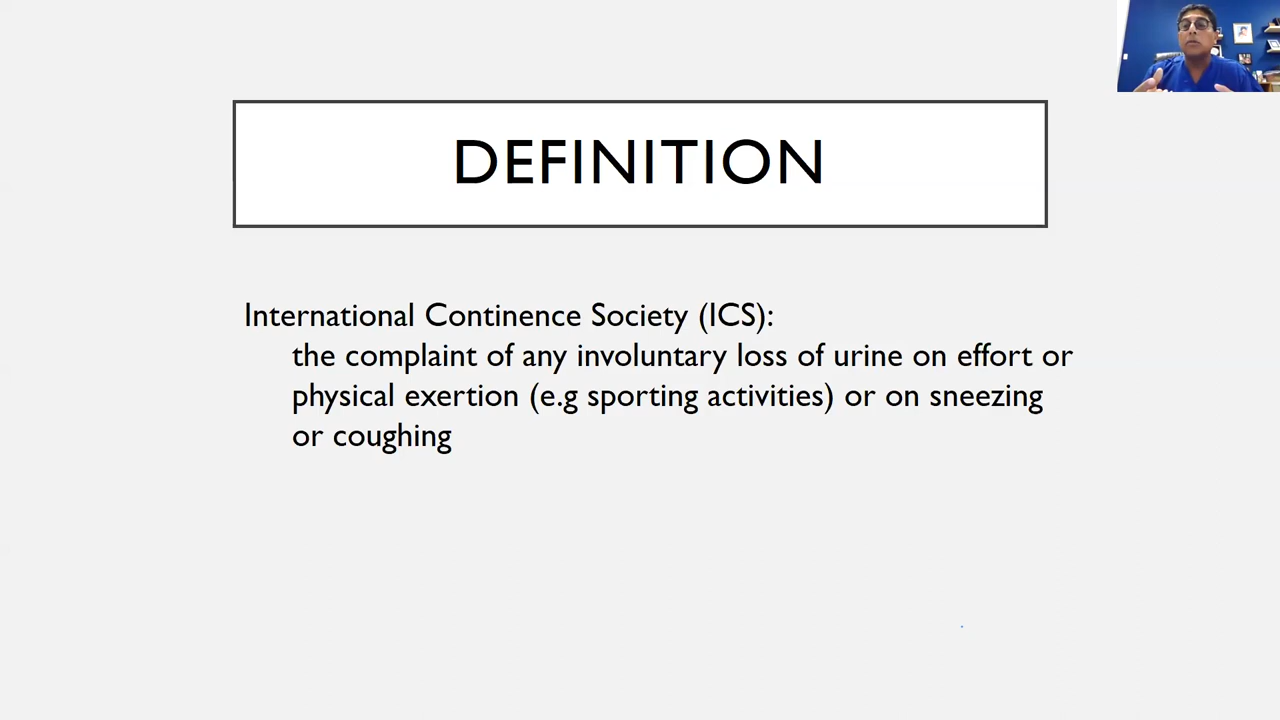 DEFINITION
International Continence Society (ICS):
the complaint of any involuntary loss of urine on effort or
physical exertion (e.g sporting activities) or on sneezing
or coughing